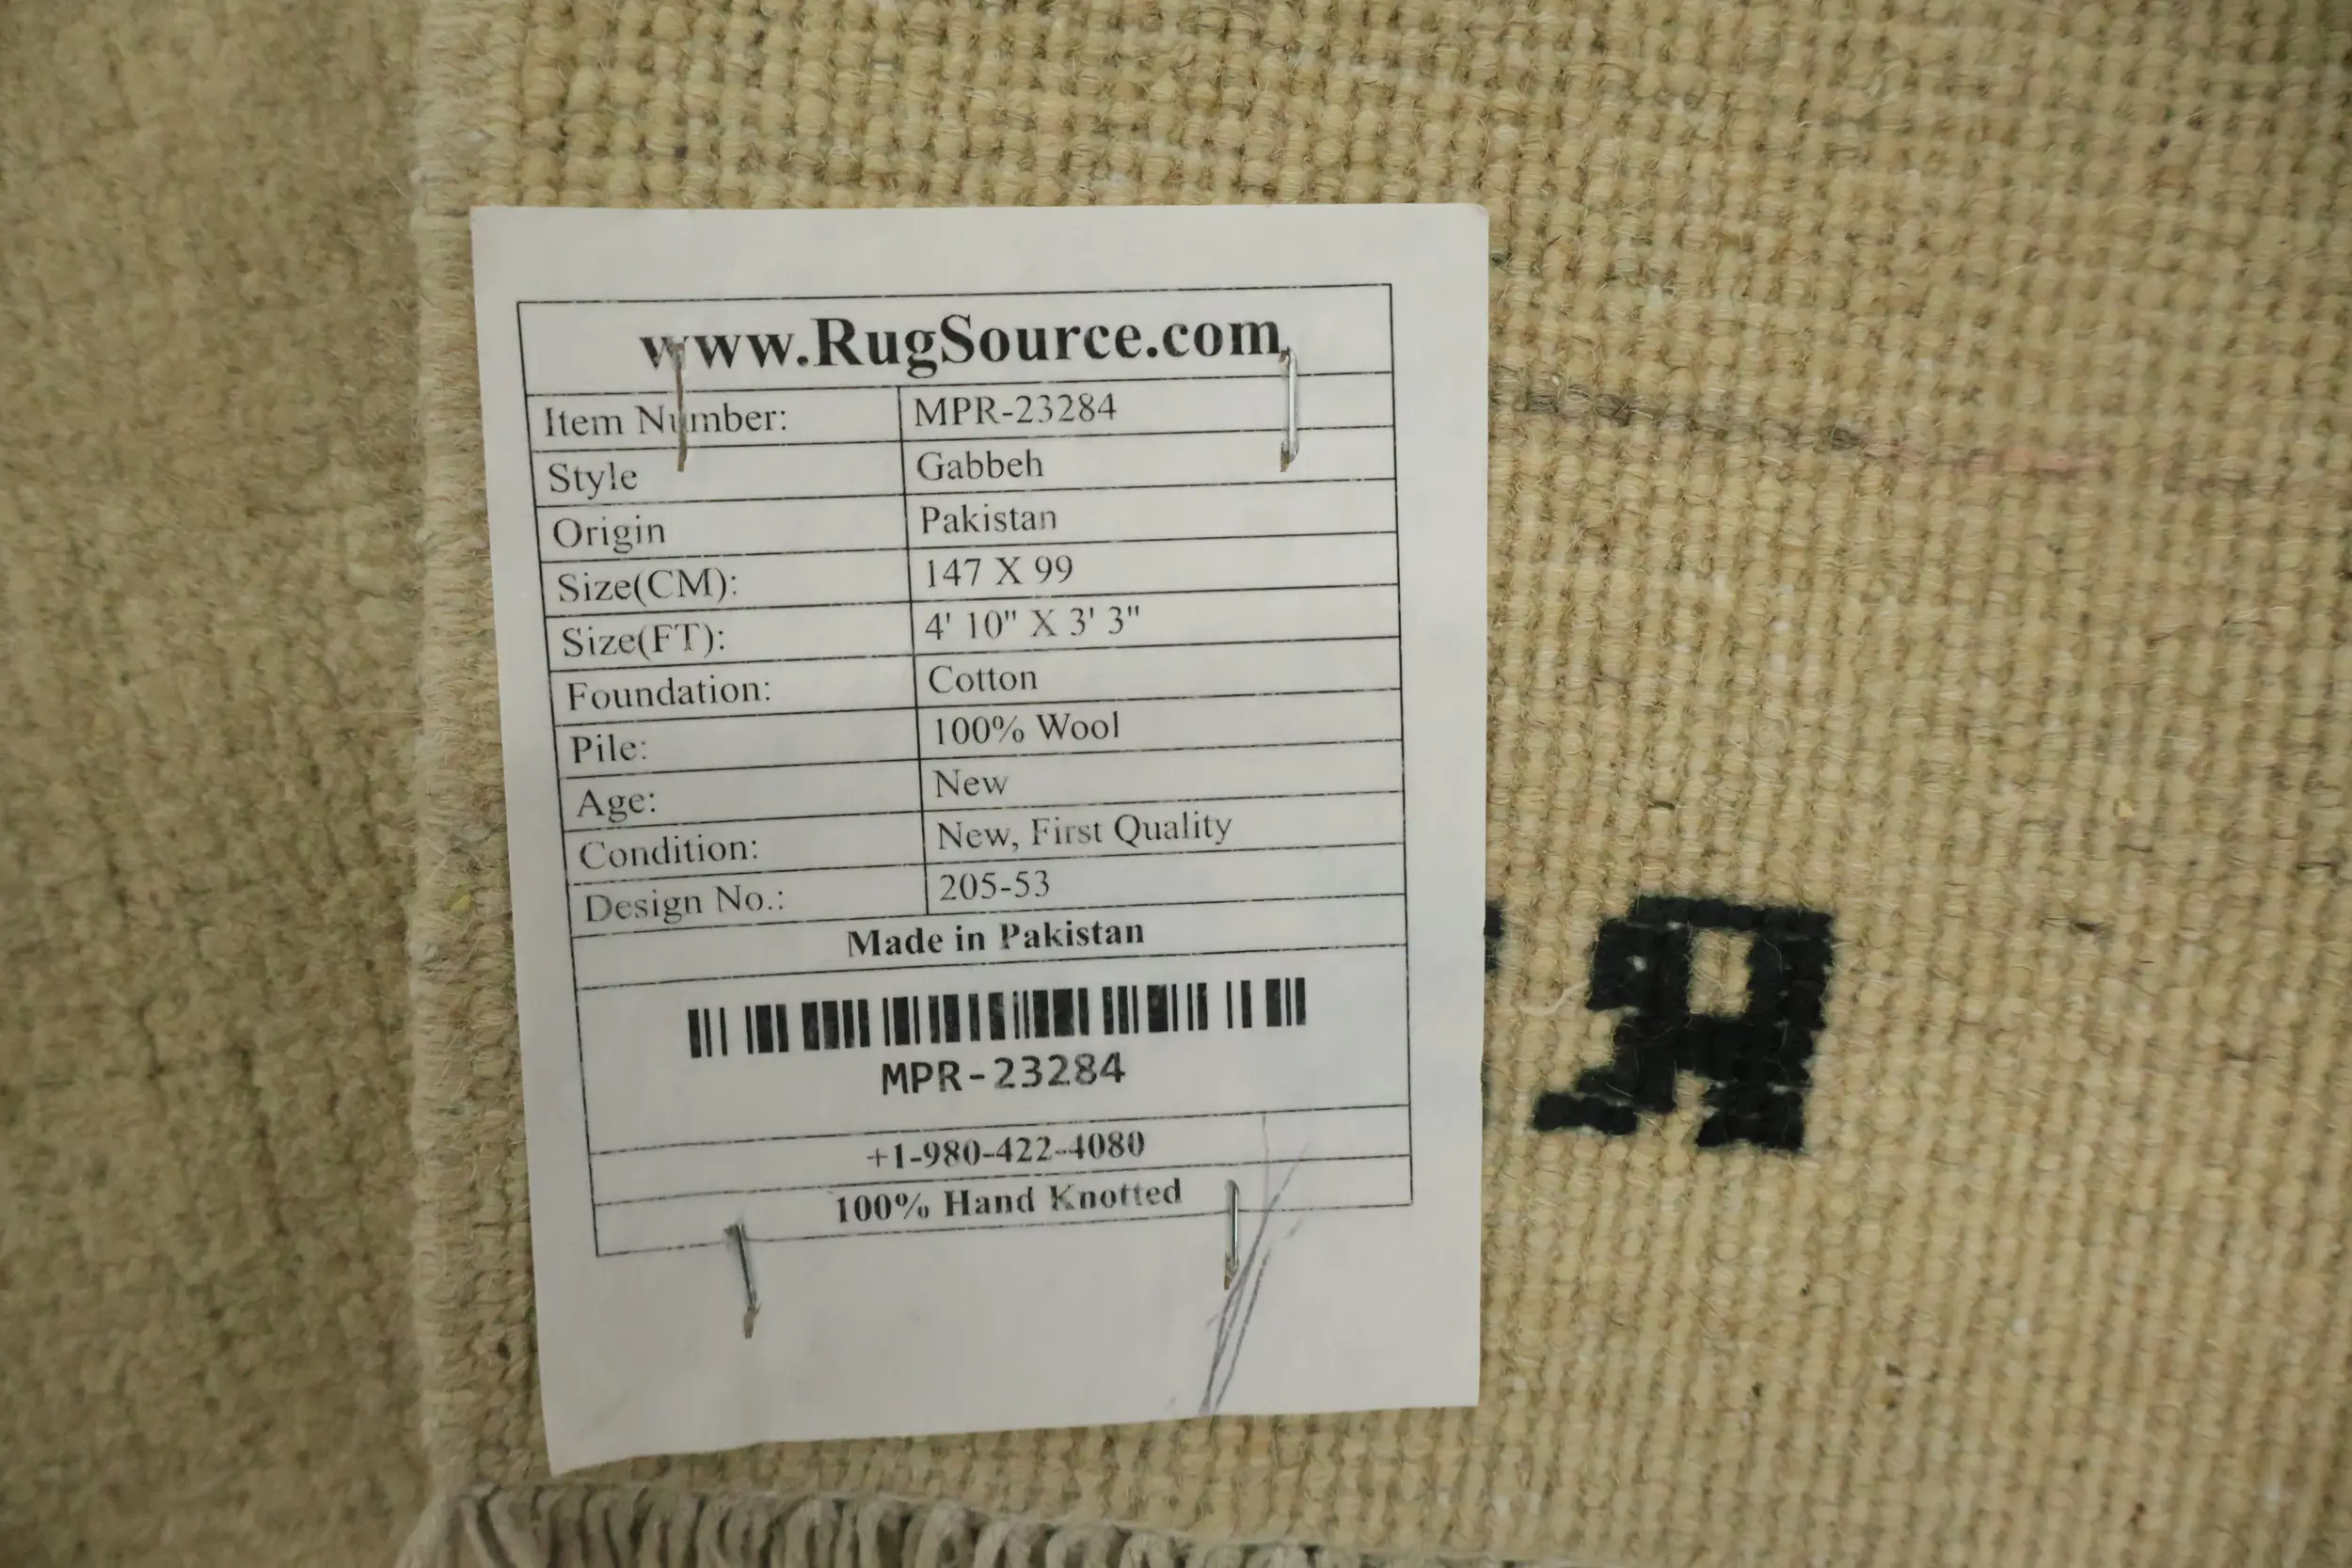 www.RugSource.com
Item Number: MPR-23284
Style Gabbeh
Origin Pakistan
Size(CM): 147 X 99
Size(FT): 4' 10" X 3' 3"
Foundation: Cotton
Pile: 100% Wool
Age: New
Condition: New, First Quality
Design No.: 205-53
Made in Pakistan
MPR-23284
+1-980-422-4080
100% Hand Knotted